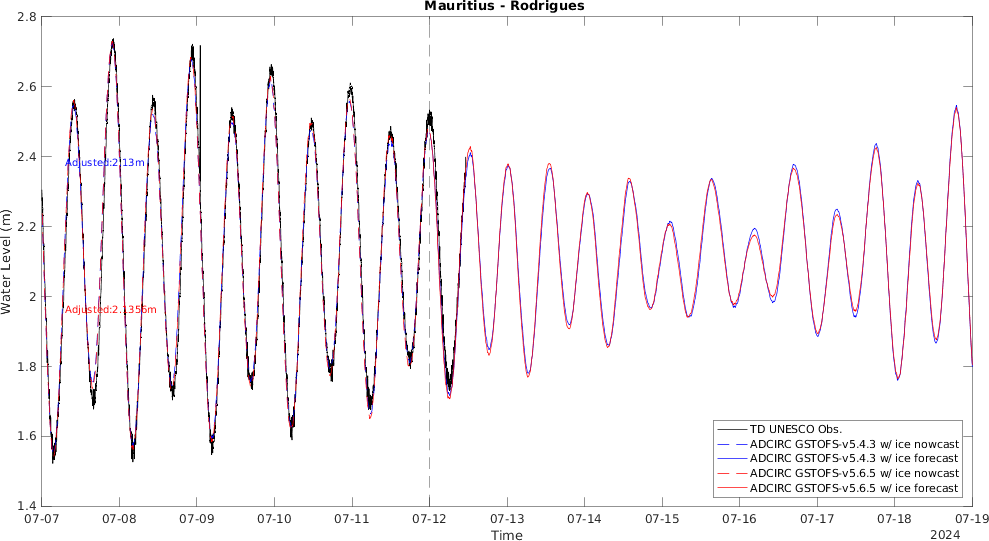 Mauritius - Rodrigues
2.8
2.6
2.4
2.2
2
1.8
1.6
1.4
Water Level (m)
Adjusted:2.13m
Adjusted:2.1356m
TD UNESCO Obs.
ADCIRC GSTOFS-v5.4.3 w/ ice nowcast
ADCIRC GSTOFS-v5.4.3 w/ ice forecast
ADCIRC GSTOFS-v5.6.5 w/ ice nowcast
ADCIRC GSTOFS-v5.6.5 w/ ice forecast
07-07 07-08 07-09 07-10 07-11 07-12 07-13 07-14 07-15 07-16 07-17 07-18 07-19
Time
2024